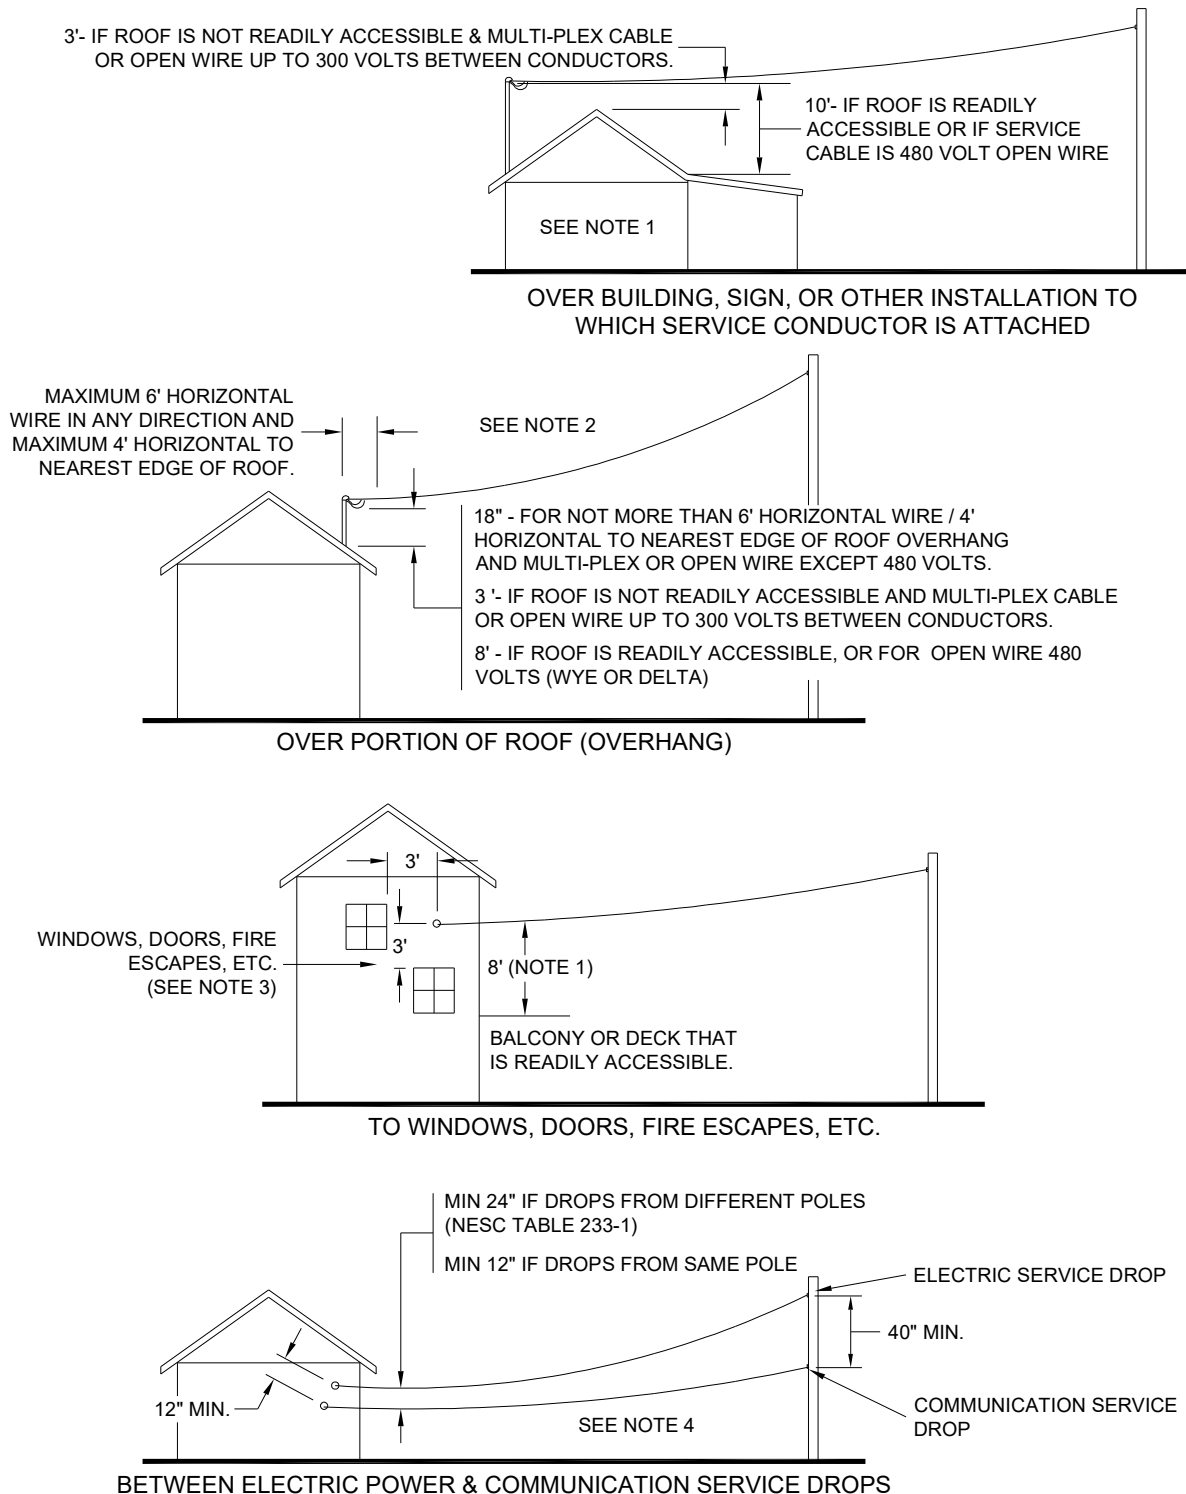 3'- IF ROOF IS NOT READILY ACCESSIBLE & MULTI-PLEX CABLE
OR OPEN WIRE UP TO 300 VOLTS BETWEEN CONDUCTORS.
10'- IF ROOF IS READILY
ACCESSIBLE OR IF SERVICE
CABLE IS 480 VOLT OPEN WIRE
SEE NOTE 1
OVER BUILDING, SIGN, OR OTHER INSTALLATION TO
WHICH SERVICE CONDUCTOR IS ATTACHED
MAXIMUM 6' HORIZONTAL
WIRE IN ANY DIRECTION AND
MAXIMUM 4' HORIZONTAL TO
NEAREST EDGE OF ROOF.
SEE NOTE 2
18" - FOR NOT MORE THAN 6' HORIZONTAL WIRE / 4'
HORIZONTAL TO NEAREST EDGE OF ROOF OVERHANG
AND MULTI-PLEX OR OPEN WIRE EXCEPT 480 VOLTS.
3 '- IF ROOF IS NOT READILY ACCESSIBLE AND MULTI-PLEX CABLE
OR OPEN WIRE UP TO 300 VOLTS BETWEEN CONDUCTORS.
8' - IF ROOF IS READILY ACCESSIBLE, OR FOR OPEN WIRE 480
VOLTS (WYE OR DELTA)
OVER PORTION OF ROOF (OVERHANG)
3'
WINDOWS, DOORS, FIRE
ESCAPES, ETC.
(SEE NOTE 3)
3'
8' (NOTE 1)
BALCONY OR DECK THAT
IS READILY ACCESSIBLE.
TO WINDOWS, DOORS, FIRE ESCAPES, ETC.
MIN 24" IF DROPS FROM DIFFERENT POLES
(NESC TABLE 233-1)
MIN 12" IF DROPS FROM SAME POLE
ELECTRIC SERVICE DROP
40" MIN.
12" MIN.
COMMUNICATION SERVICE
DROP
SEE NOTE 4
BETWEEN ELECTRIC POWER & COMMUNICATION SERVICE DROPS